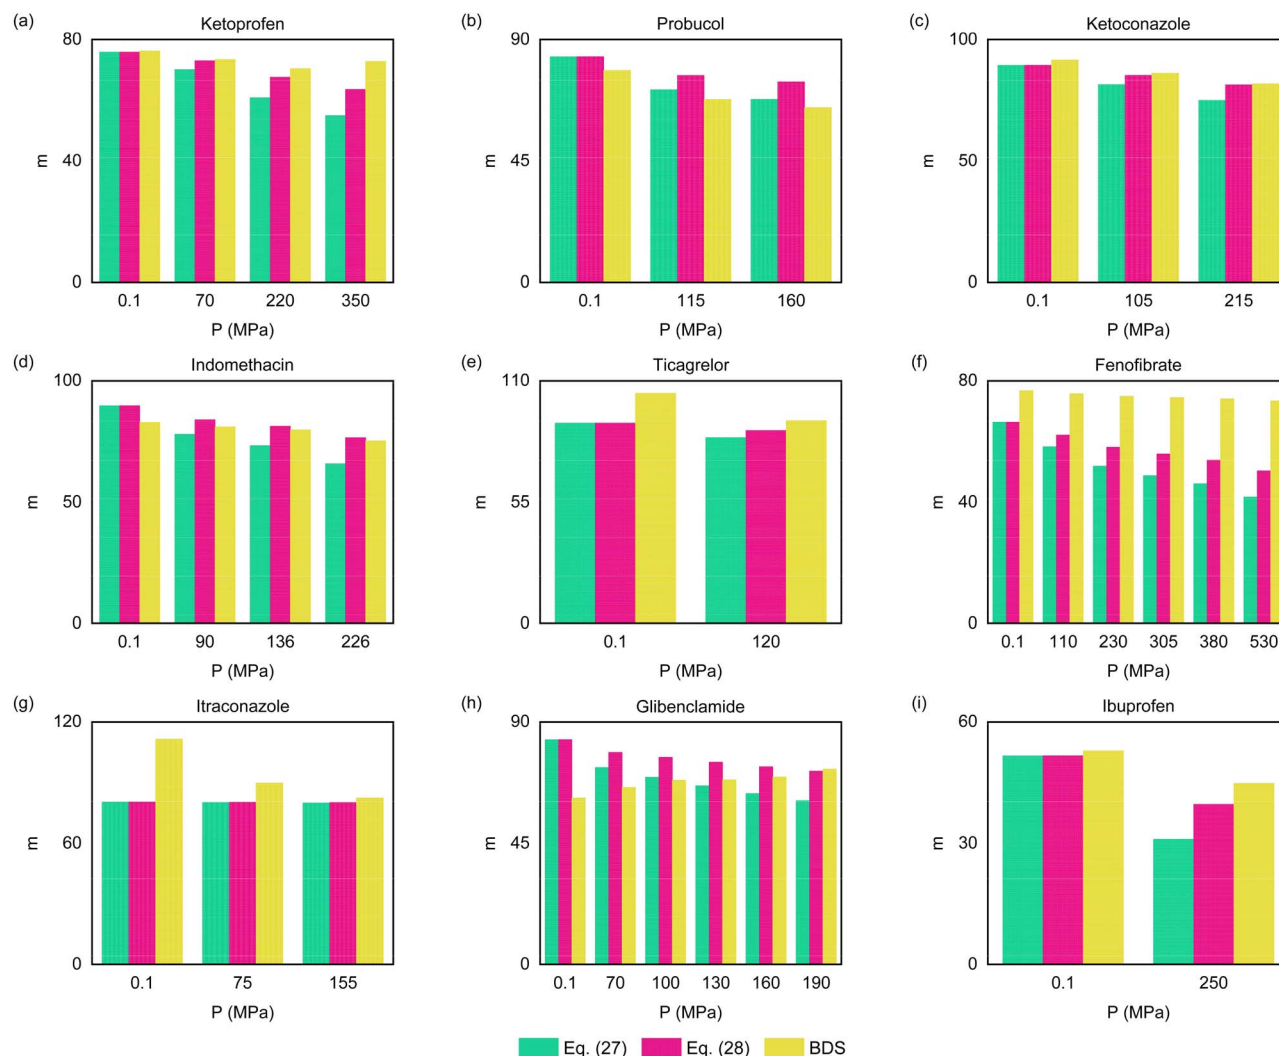 (a) Ketoprofen
80
40
0
m
0.1 70 220 350
P (MPa)
(b) Probucol
90
45
0
m
0.1 115 160
P (MPa)
(c) Ketoconazole
100
50
0
m
0.1 105 215
P (MPa)
(d) Indomethacin
100
50
0
m
0.1 90 136 226
P (MPa)
(e) Ticagrelor
110
55
0
m
0.1 120
P (MPa)
(f) Fenofibrate
80
40
0
m
0.1 110 230 305 380 530
P (MPa)
(g) Itraconazole
120
60
0
m
0.1 75 155
P (MPa)
(h) Glibenclamide
90
45
0
m
0.1 70 100 130 160 190
P (MPa)
(i) Ibuprofen
60
30
0
m
0.1 250
P (MPa)
Eq. (27) Eq. (28) BDS